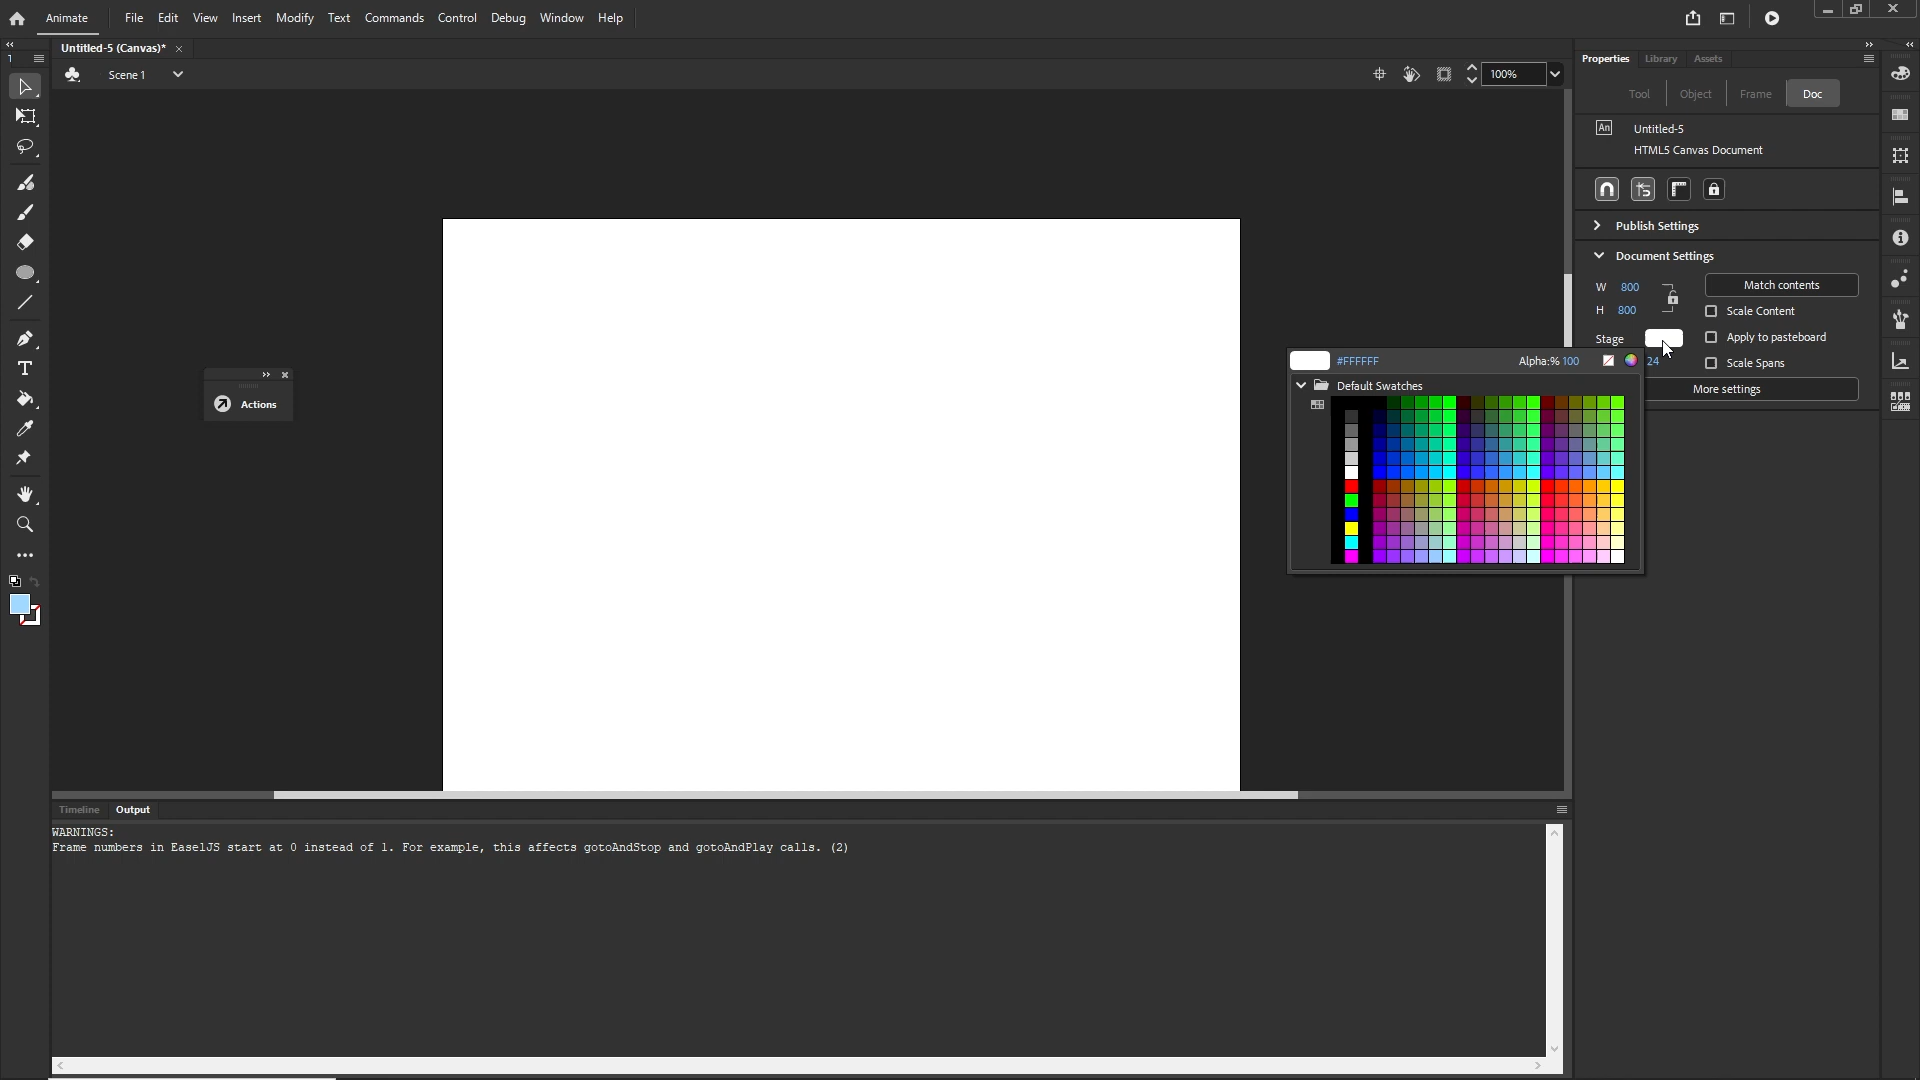 Animate File Edit View Insert Modify Text Commands Control Debug Window Help
Untitled-5 (Canvas)*
Scene 1
100%
Properties Library Assets
Tool Object Frame Doc
An Untitled-5
HTML5 Canvas Document
Publish Settings
Document Settings
W 800 Match contents
H 800 Scale Content
Stage Apply to pasteboard
24 Scale Spans
More settings
#FFFFFF Alpha:% 100
Default Swatches
Actions
T
Timeline Output
WARNINGS:
Frame numbers in EaselJS start at 0 instead of 1. For example, this affects gotoAndStop and gotoAndPlay calls. (2)